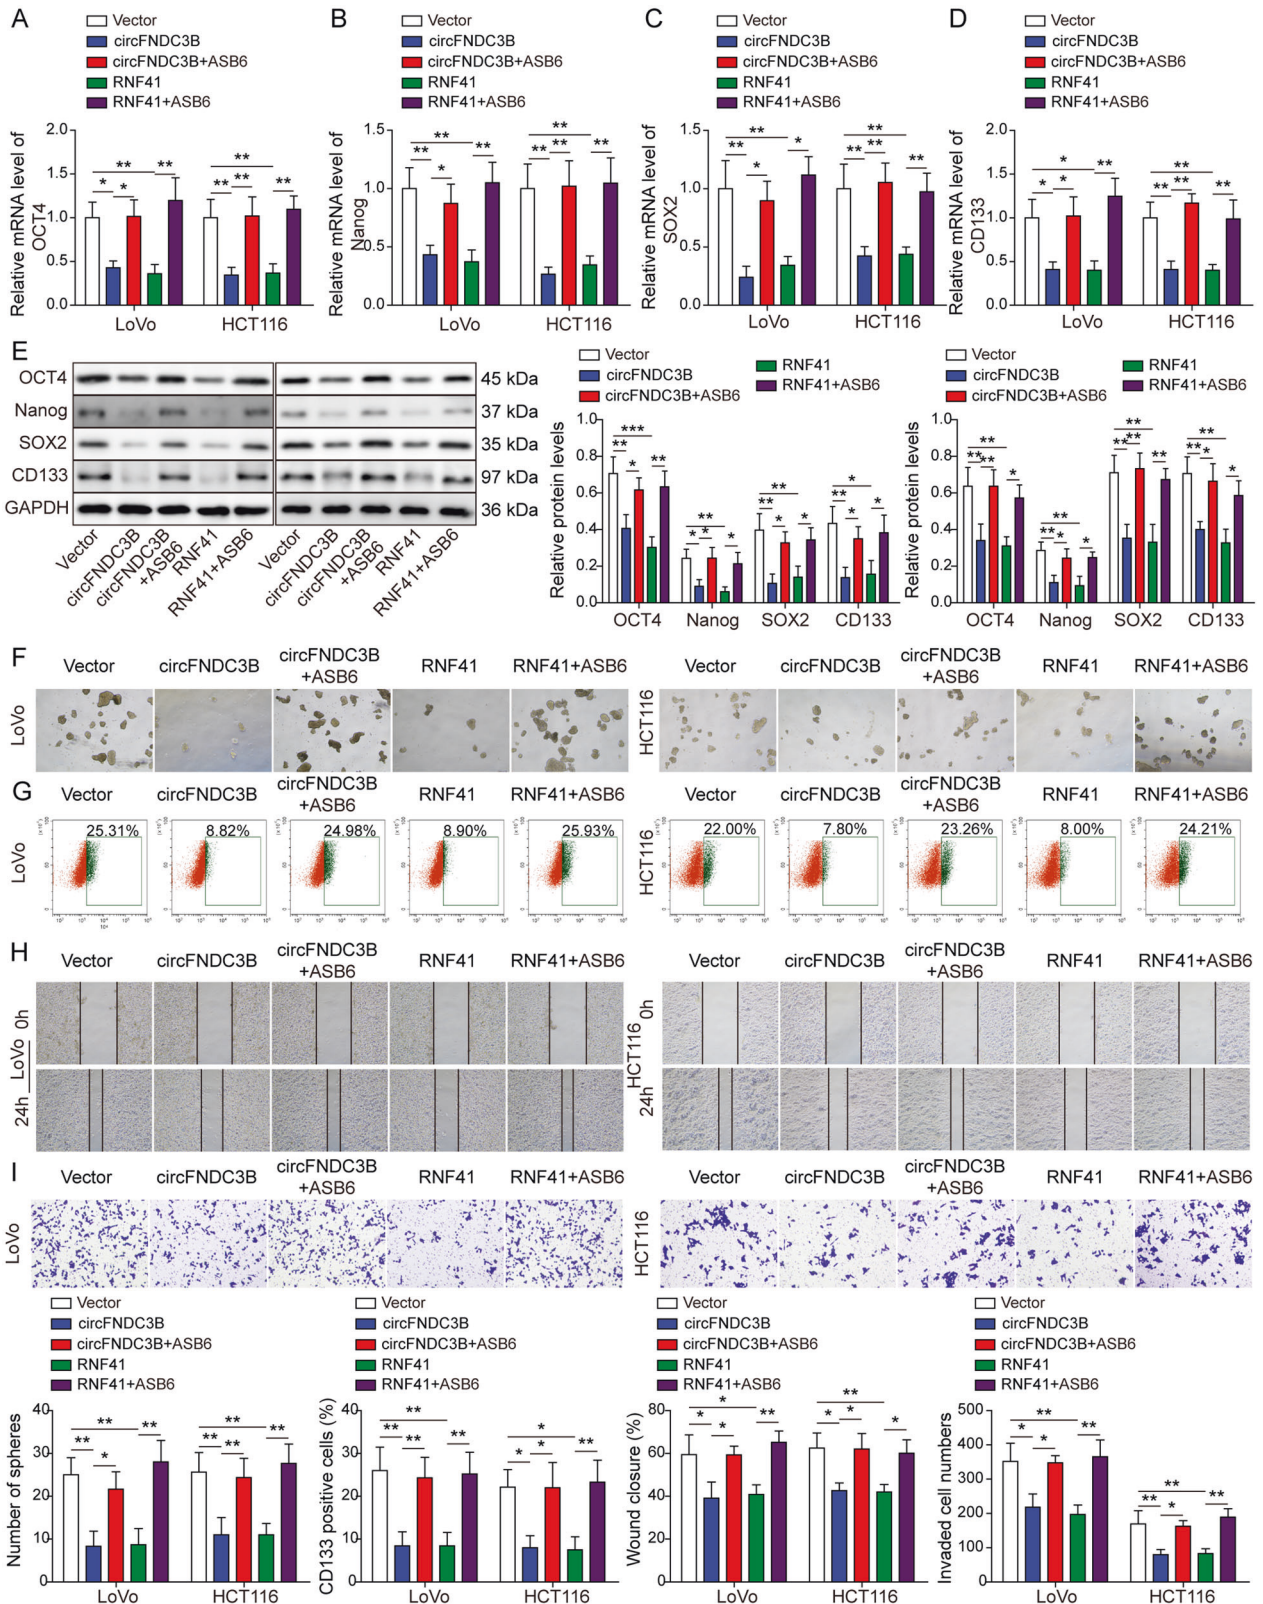 A
Vector
circFNDC3B
circFNDC3B+ASB6
RNF41
RNF41+ASB6
Relative mRNA level of
OCT4
2.0
1.5
1.0
0.5
0.0
** ** ** * * ** ** **
LoVo HCT116
B
Vector
circFNDC3B
circFNDC3B+ASB6
RNF41
RNF41+ASB6
Relative mRNA level of
Nanog
1.5
1.0
0.5
0.0
LoVo HCT116
C
Vector
circFNDC3B
circFNDC3B+ASB6
RNF41
RNF41+ASB6
Relative mRNA level of
SOX2
1.5
1.0
0.5
0.0
LoVo HCT116
D
Vector
circFNDC3B
circFNDC3B+ASB6
RNF41
RNF41+ASB6
Relative mRNA level of
CD133
2.0
1.5
1.0
0.5
0.0
LoVo HCT116
E
OCT4 45 kDa
Nanog 37 kDa
SOX2 35 kDa
CD133 97 kDa
GAPDH 36 kDa
Vector
circFNDC3B
circFNDC3B
+ASB6
RNF41
RNF41+ASB6
Vector
circFNDC3B
circFNDC3B
+ASB6
RNF41
RNF41+ASB6
Vector
circFNDC3B
circFNDC3B+ASB6
RNF41
RNF41+ASB6
Relative protein levels
1.0
0.8
0.6
0.4
0.2
0.0
OCT4 Nanog SOX2 CD133
Vector
circFNDC3B
circFNDC3B+ASB6
RNF41
RNF41+ASB6
Relative protein levels
1.0
0.8
0.6
0.4
0.2
0.0
OCT4 Nanog SOX2 CD133
F
Vector circFNDC3B circFNDC3B
+ASB6 RNF41 RNF41+ASB6
LoVo
Vector circFNDC3B circFNDC3B
+ASB6 RNF41 RNF41+ASB6
HCT116
G
Vector circFNDC3B circFNDC3B
+ASB6 RNF41 RNF41+ASB6
LoVo
25.31% 8.82% 24.98% 8.90% 25.93%
Vector circFNDC3B circFNDC3B
+ASB6 RNF41 RNF41+ASB6
HCT116
22.00% 7.80% 23.26% 8.00% 24.21%
H
Vector circFNDC3B circFNDC3B
+ASB6 RNF41 RNF41+ASB6
LoVo
0h
24h
Vector circFNDC3B circFNDC3B
+ASB6 RNF41 RNF41+ASB6
HCT116
0h
24h
I
Vector circFNDC3B circFNDC3B
+ASB6 RNF41 RNF41+ASB6
LoVo
Vector circFNDC3B circFNDC3B
+ASB6 RNF41 RNF41+ASB6
HCT116
Vector
circFNDC3B
circFNDC3B+ASB6
RNF41
RNF41+ASB6
Number of spheres
40
30
20
10
0
LoVo HCT116
Vector
circFNDC3B
circFNDC3B+ASB6
RNF41
RNF41+ASB6
CD133 positive cells (%)
40
30
20
10
0
LoVo HCT116
Vector
circFNDC3B
circFNDC3B+ASB6
RNF41
RNF41+ASB6
Wound closure (%)
80
60
40
20
0
LoVo HCT116
Vector
circFNDC3B
circFNDC3B+ASB6
RNF41
RNF41+ASB6
Invaded cell numbers
500
400
300
200
100
0
LoVo HCT116